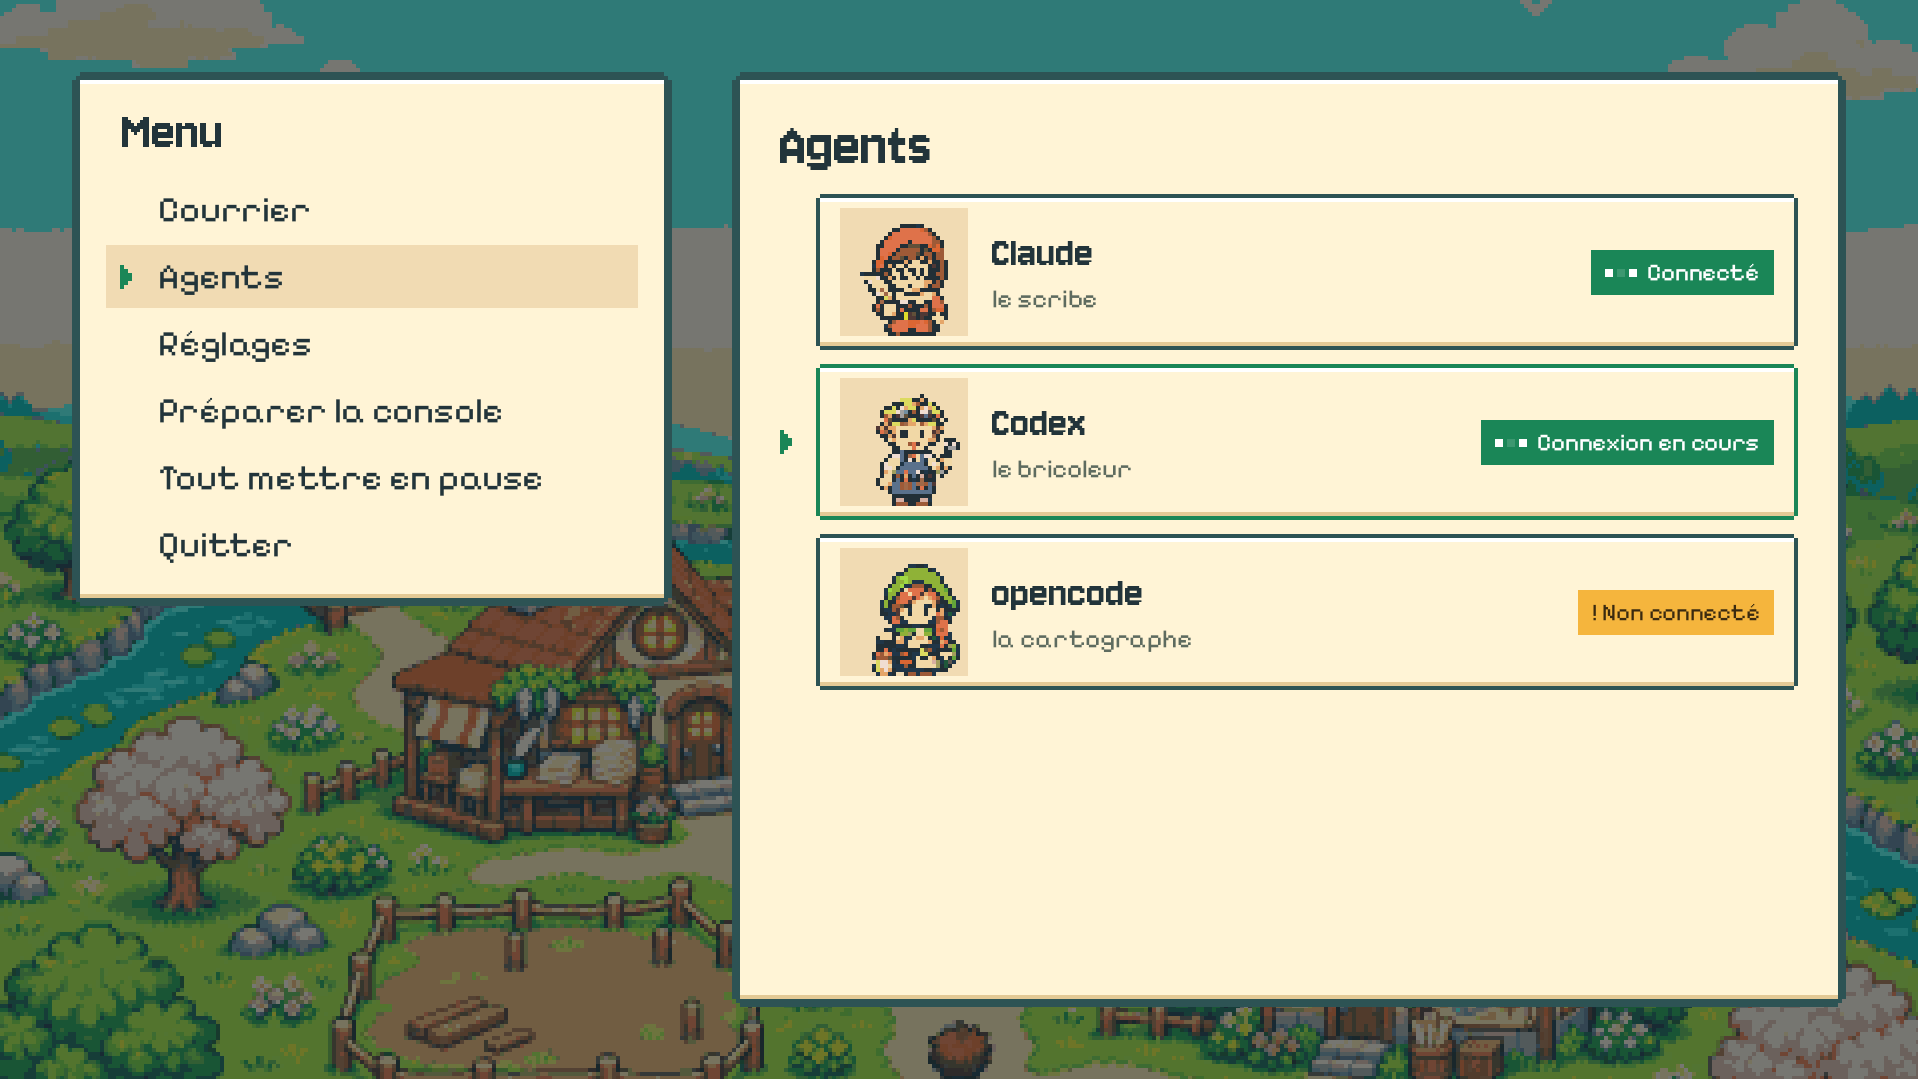 Menu
Courrier
Agents
Réglages
Préparer la console
Tout mettre en pause
Quitter
Agents
Claude
le scribe
Connecté
Codex
le bricoleur
Connexion en cours
opencode
la cartographe
! Non connecté